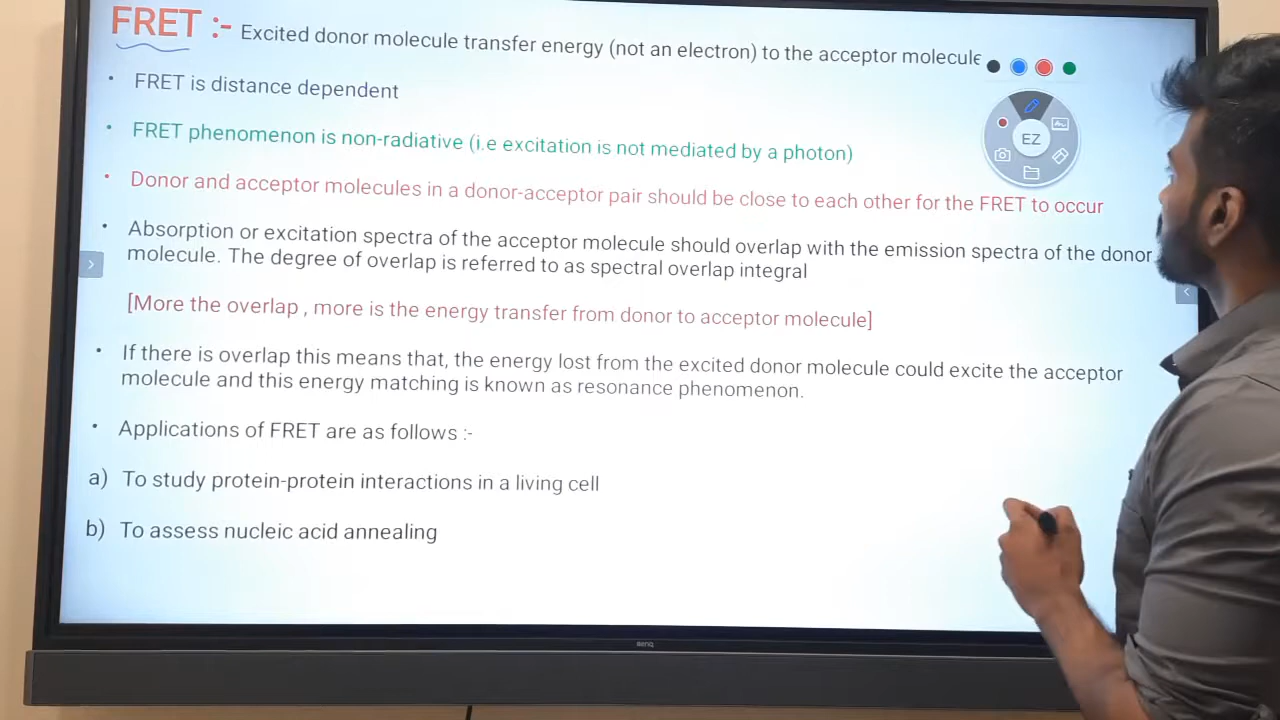 FRET :- Excited donor molecule transfer energy (not an electron) to the acceptor molecule
• FRET is distance dependent
• FRET phenomenon is non-radiative (i.e excitation is not mediated by a photon)
• Donor and acceptor molecules in a donor-acceptor pair should be close to each other for the FRET to occur
• Absorption or excitation spectra of the acceptor molecule should overlap with the emission spectra of the donor
molecule. The degree of overlap is referred to as spectral overlap integral
[More the overlap , more is the energy transfer from donor to acceptor molecule]
• If there is overlap this means that, the energy lost from the excited donor molecule could excite the acceptor
molecule and this energy matching is known as resonance phenomenon.
• Applications of FRET are as follows :-
a) To study protein-protein interactions in a living cell
b) To assess nucleic acid annealing
EZ
BenQ